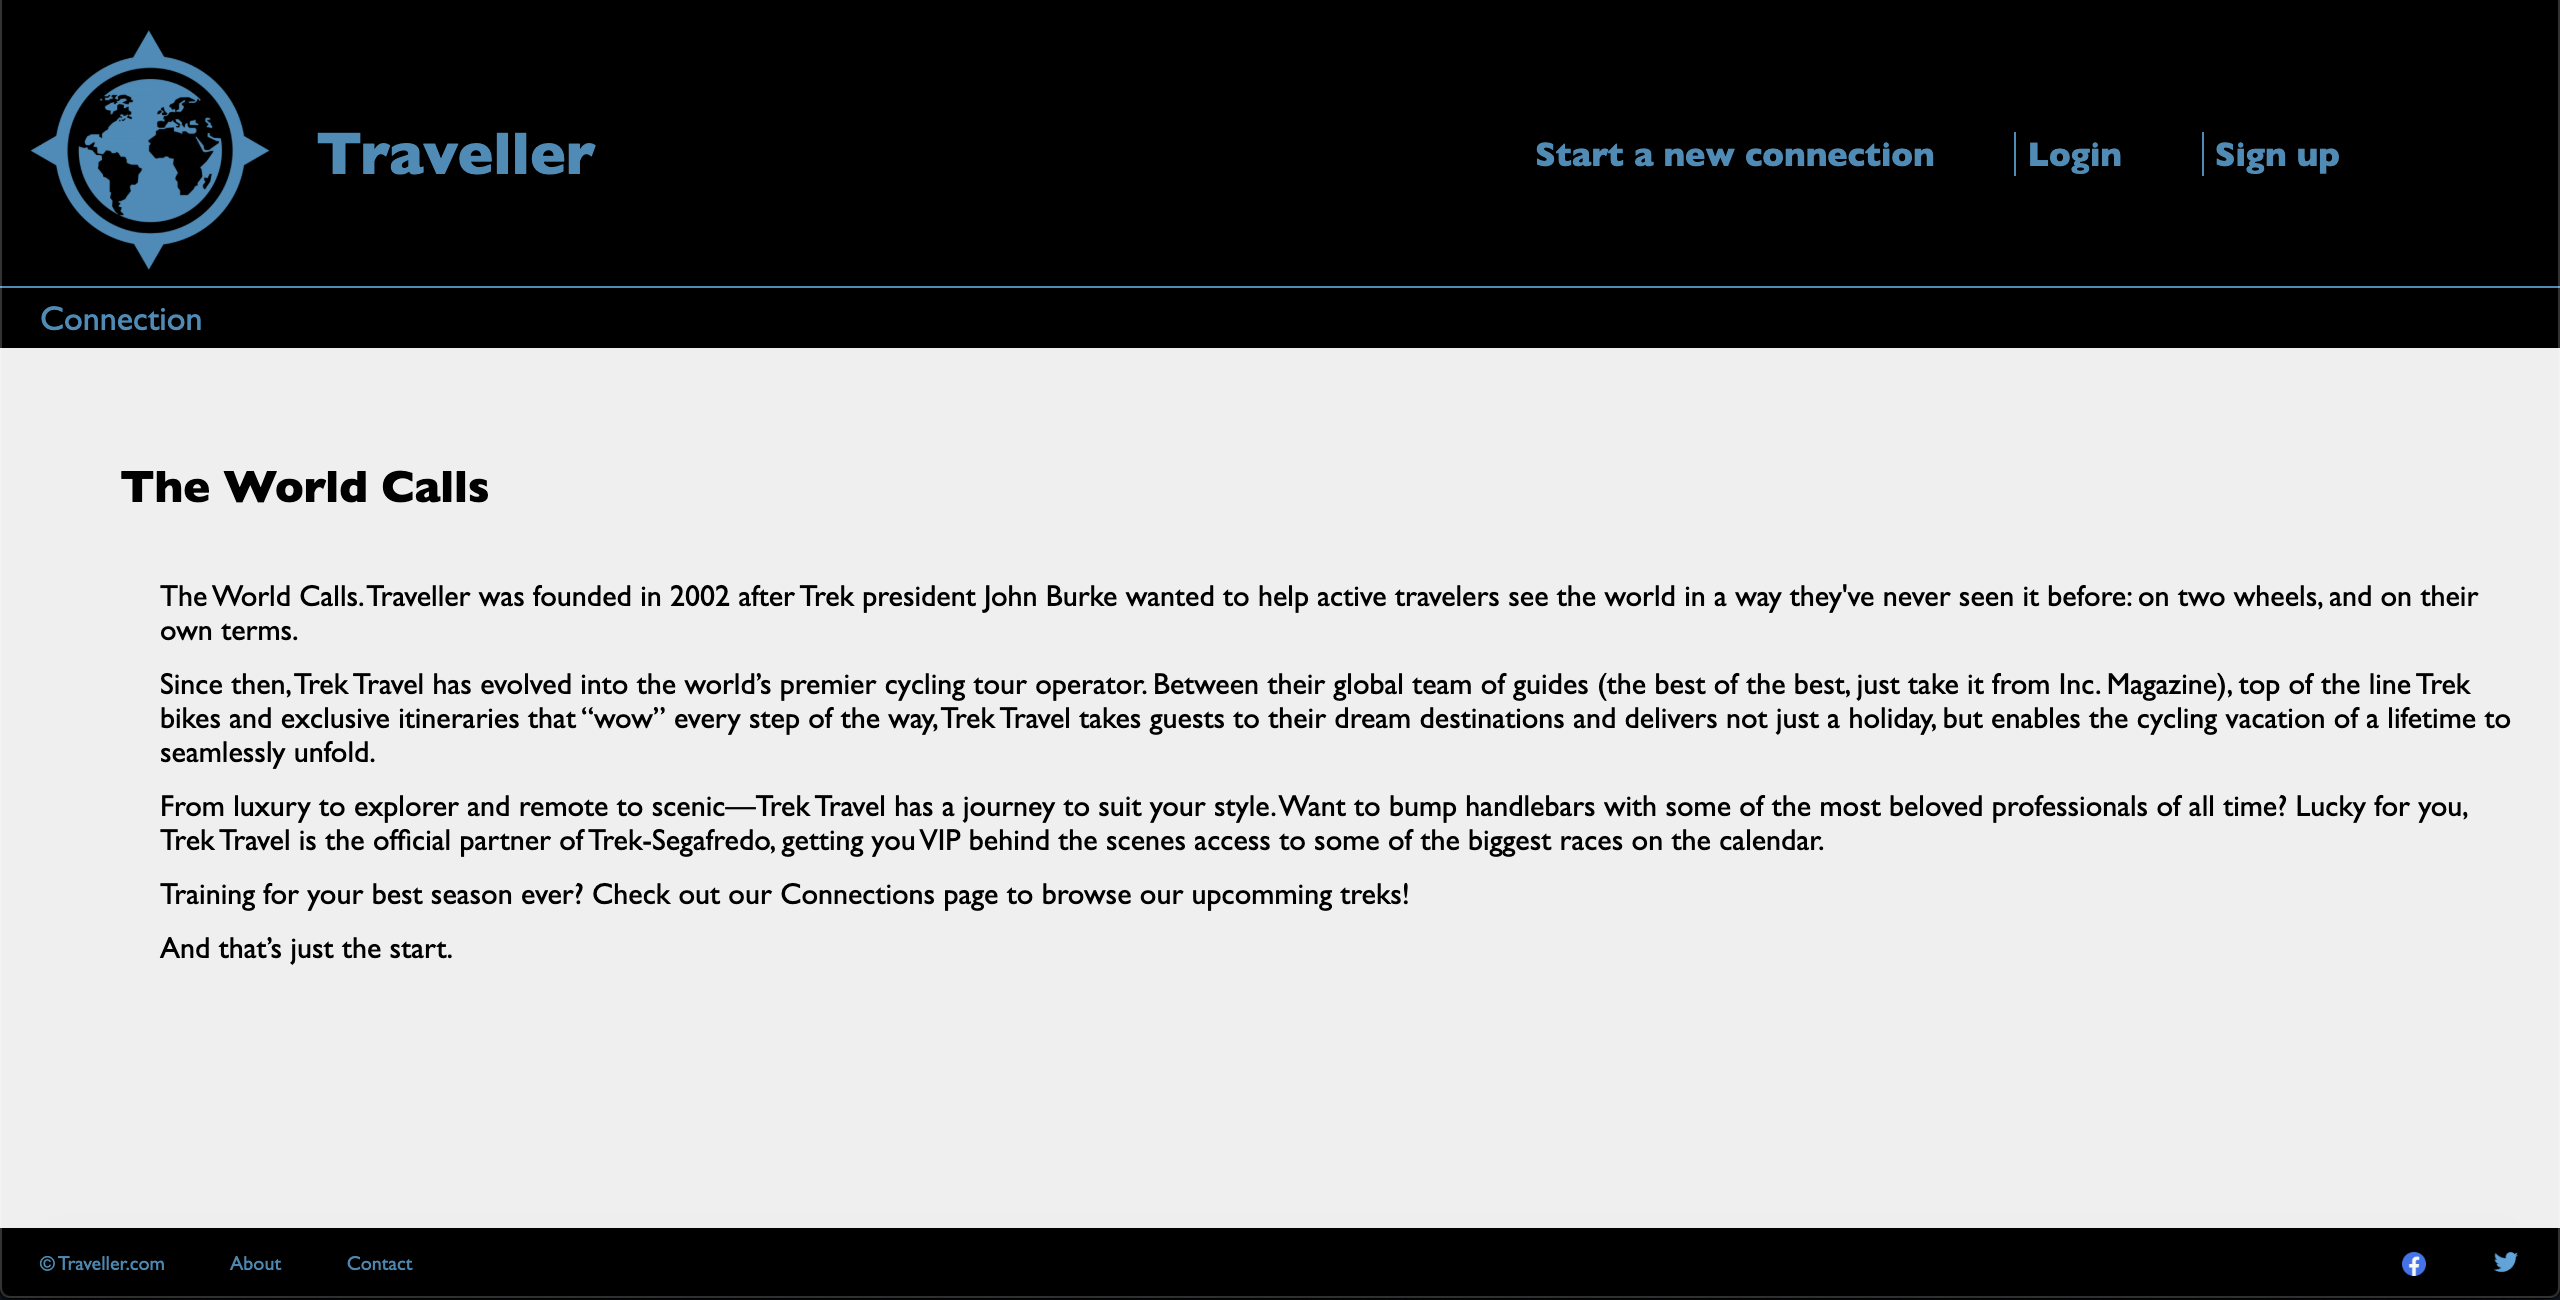 Traveller
Start a new connection
Login
Sign up
Connection
The World Calls
The World Calls. Traveller was founded in 2002 after Trek president John Burke wanted to help active travelers see the world in a way they've never seen it before: on two wheels, and on their
own terms.
Since then, Trek Travel has evolved into the world’s premier cycling tour operator. Between their global team of guides (the best of the best, just take it from Inc. Magazine), top of the line Trek
bikes and exclusive itineraries that “wow” every step of the way, Trek Travel takes guests to their dream destinations and delivers not just a holiday, but enables the cycling vacation of a lifetime to
seamlessly unfold.
From luxury to explorer and remote to scenic—Trek Travel has a journey to suit your style. Want to bump handlebars with some of the most beloved professionals of all time? Lucky for you,
Trek Travel is the official partner of Trek-Segafredo, getting you VIP behind the scenes access to some of the biggest races on the calendar.
Training for your best season ever? Check out our Connections page to browse our upcomming treks!
And that’s just the start.
© Traveller.com
About
Contact